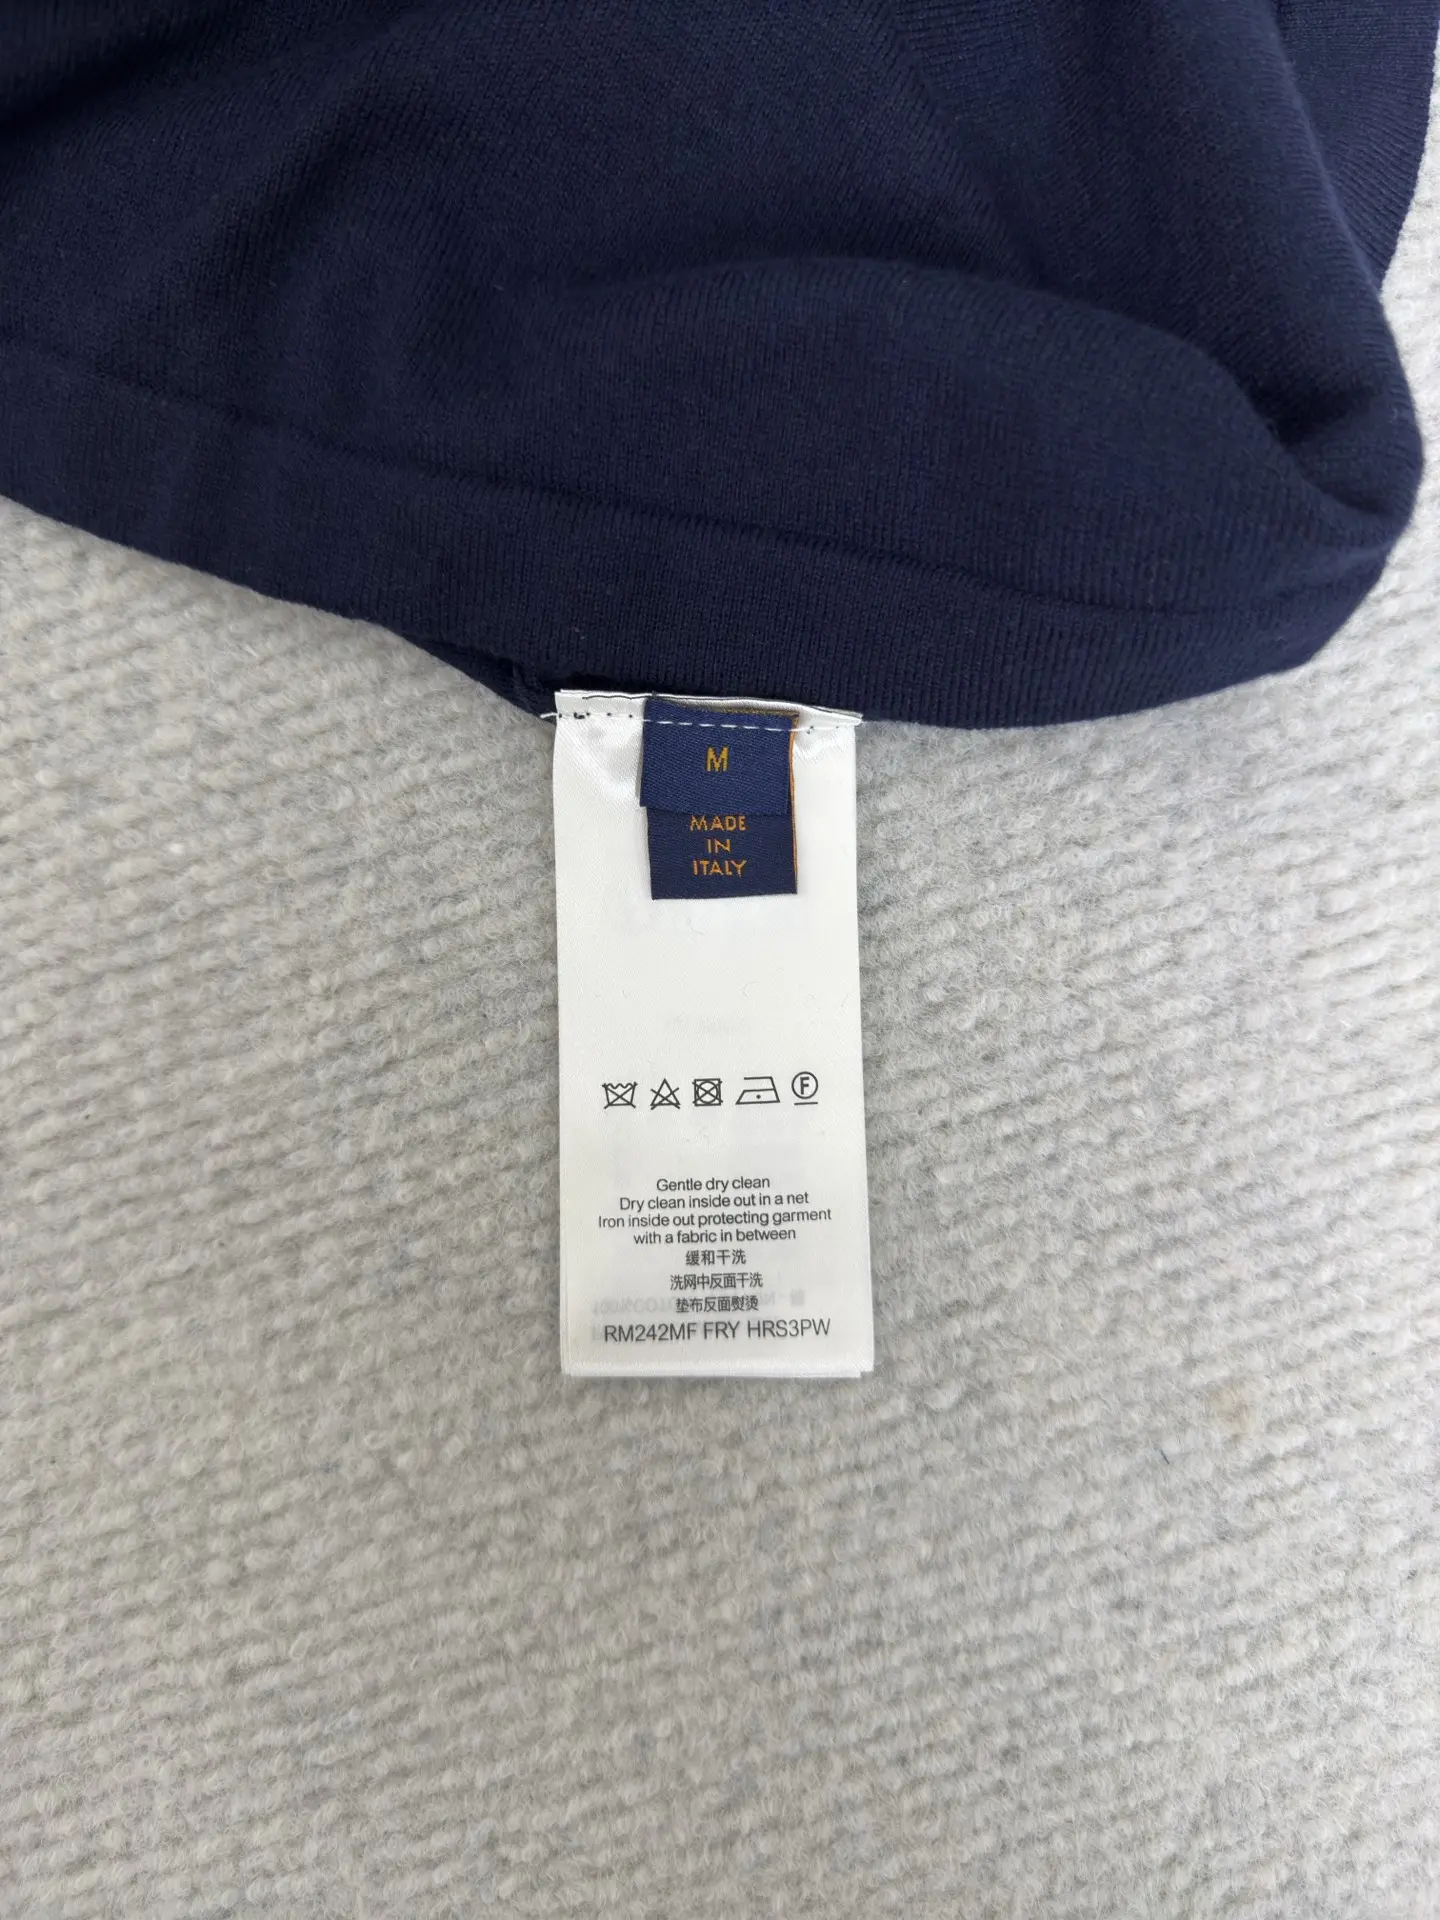 M
MADE
IN
ITALY
F
Gentle dry clean
Dry clean inside out in a net
Iron inside out protecting garment
with a fabric in between
缓和干洗
洗网中反面干洗
垫布反面熨烫
RM242MF FRY HRS3PW